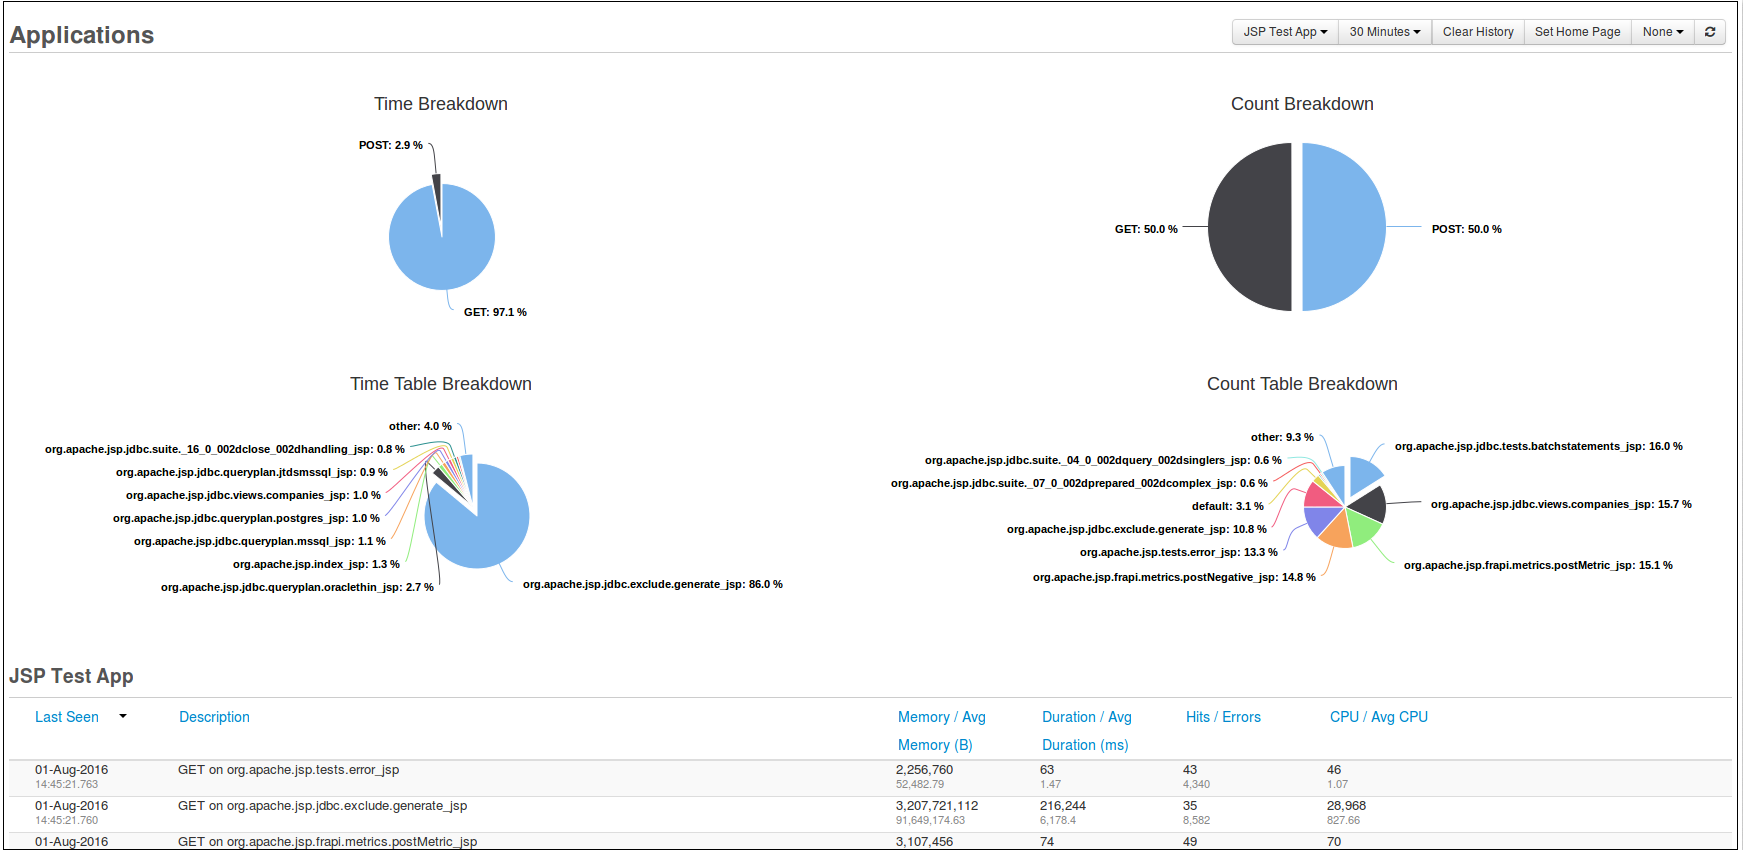 Applications
JSP Test App
30 Minutes
Clear History
Set Home Page
None
Time Breakdown
POST: 2.9 %
GET: 97.1 %
Count Breakdown
GET: 50.0 %
POST: 50.0 %
Time Table Breakdown
other: 4.0 %
org.apache.jsp.jdbc.suite._16_0_002dclose_002dhandling_jsp: 0.8 %
org.apache.jsp.jdbc.queryplan.jtdsmssql_jsp: 0.9 %
org.apache.jsp.jdbc.views.companies_jsp: 1.0 %
org.apache.jsp.jdbc.queryplan.postgres_jsp: 1.0 %
org.apache.jsp.jdbc.queryplan.mssql_jsp: 1.1 %
org.apache.jsp.index_jsp: 1.3 %
org.apache.jsp.jdbc.queryplan.oraclethin_jsp: 2.7 %
org.apache.jsp.jdbc.exclude.generate_jsp: 86.0 %
Count Table Breakdown
other: 9.3 %
org.apache.jsp.jdbc.suite._04_0_002dquery_002dsinglers_jsp: 0.6 %
org.apache.jsp.jdbc.suite._07_0_002dprepared_002dcomplex_jsp: 0.6 %
default: 3.1 %
org.apache.jsp.jdbc.exclude.generate_jsp: 10.8 %
org.apache.jsp.tests.error_jsp: 13.3 %
org.apache.jsp.frapi.metrics.postNegative_jsp: 14.8 %
org.apache.jsp.jdbc.tests.batchstatements_jsp: 16.0 %
org.apache.jsp.jdbc.views.companies_jsp: 15.7 %
org.apache.jsp.frapi.metrics.postMetric_jsp: 15.1 %
JSP Test App
Last Seen Description Memory / Avg Duration / Avg Hits / Errors CPU / Avg CPU
Memory (B) Duration (ms)
01-Aug-2016 GET on org.apache.jsp.tests.error_jsp 2,256,760 63 43 46
14:45:21.763 52,482.79 1.47 4,340 1.07
01-Aug-2016 GET on org.apache.jsp.jdbc.exclude.generate_jsp 3,207,721,112 216,244 35 28,968
14:45:21.760 91,649,174.63 6,178.4 8,582 827.66
01-Aug-2016 GET on org.apache.jsp.frapi.metrics.postMetric_jsp 3,107,456 74 49 70